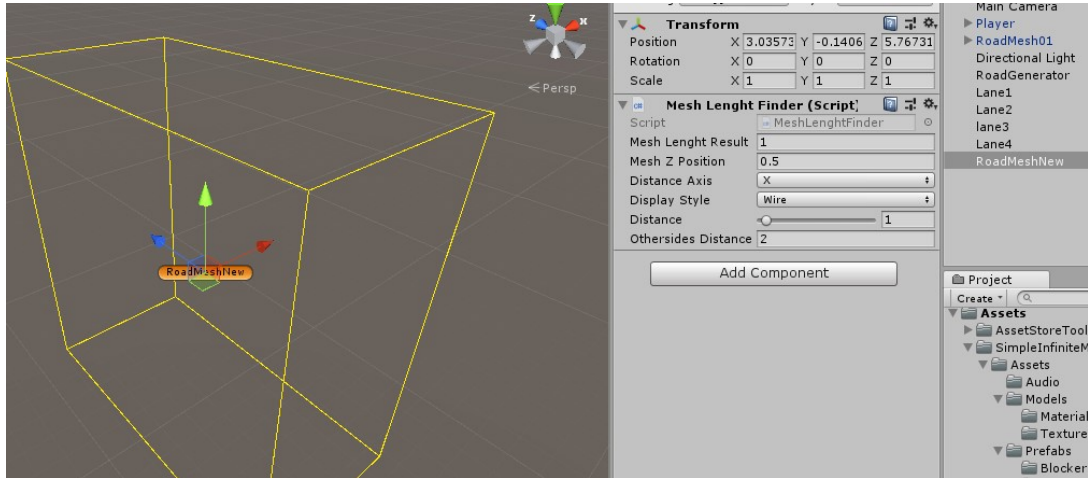 z
x
Persp
RoadMeshNew
Transform
Position X 3.03573 Y -0.1406 Z 5.76731
Rotation X 0 Y 0 Z 0
Scale X 1 Y 1 Z 1
Mesh Lenght Finder (Script)
Script MeshLenghtFinder
Mesh Lenght Result 1
Mesh Z Position 0.5
Distance Axis X
Display Style Wire
Distance 1
Othersides Distance 2
Add Component
Main Camera
Player
RoadMesh01
Directional Light
RoadGenerator
Lane1
Lane2
lane3
Lane4
RoadMeshNew
Project
Create
Assets
AssetStoreTool
SimpleInfiniteM
Assets
Audio
Models
Material
Texture
Prefabs
Blocker